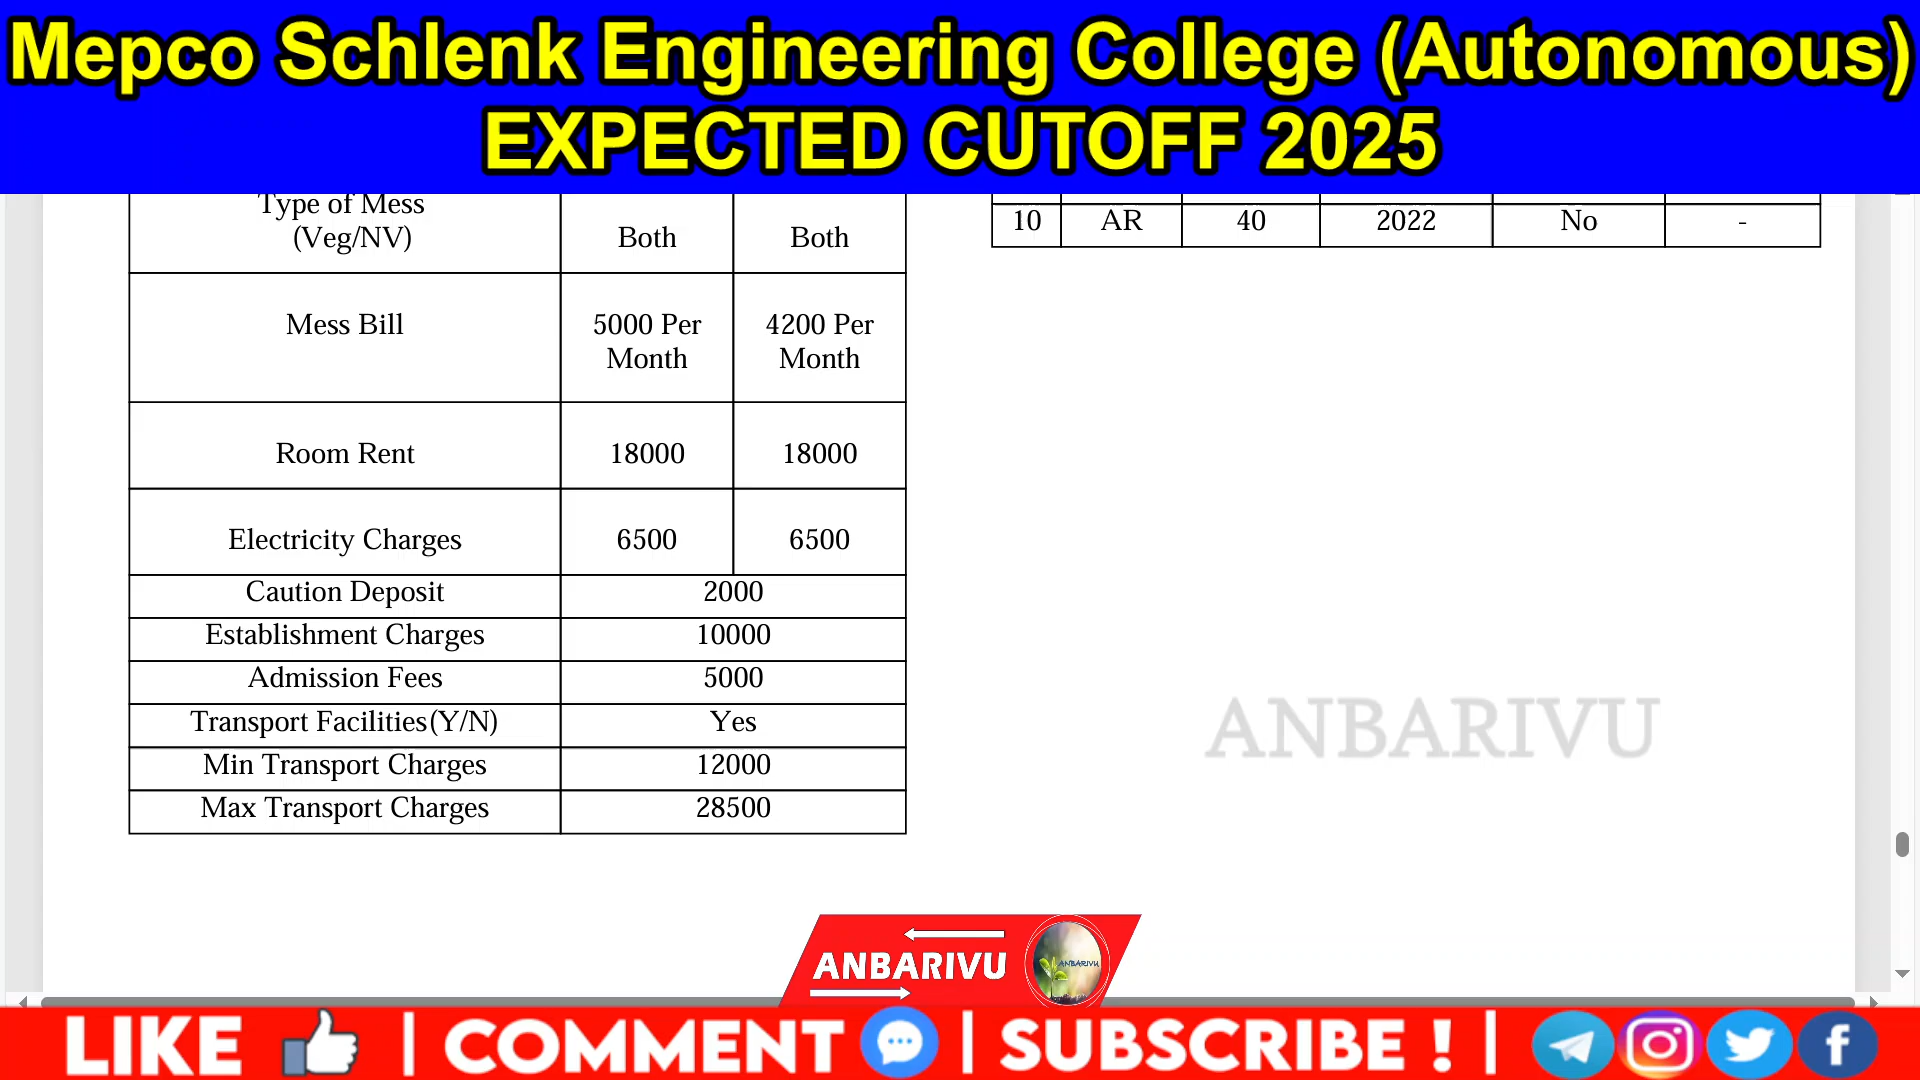 Mepco Schlenk Engineering College (Autonomous)
EXPECTED CUTOFF 2025
Type of Mess
(Veg/NV) Both Both
Mess Bill 5000 Per Month 4200 Per Month
Room Rent 18000 18000
Electricity Charges 6500 6500
Caution Deposit 2000
Establishment Charges 10000
Admission Fees 5000
Transport Facilities(Y/N) Yes
Min Transport Charges 12000
Max Transport Charges 28500
10 AR 40 2022 No -
ANBARIVU
ANBARIVU
ANBARIVU
LIKE | COMMENT | SUBSCRIBE ! |